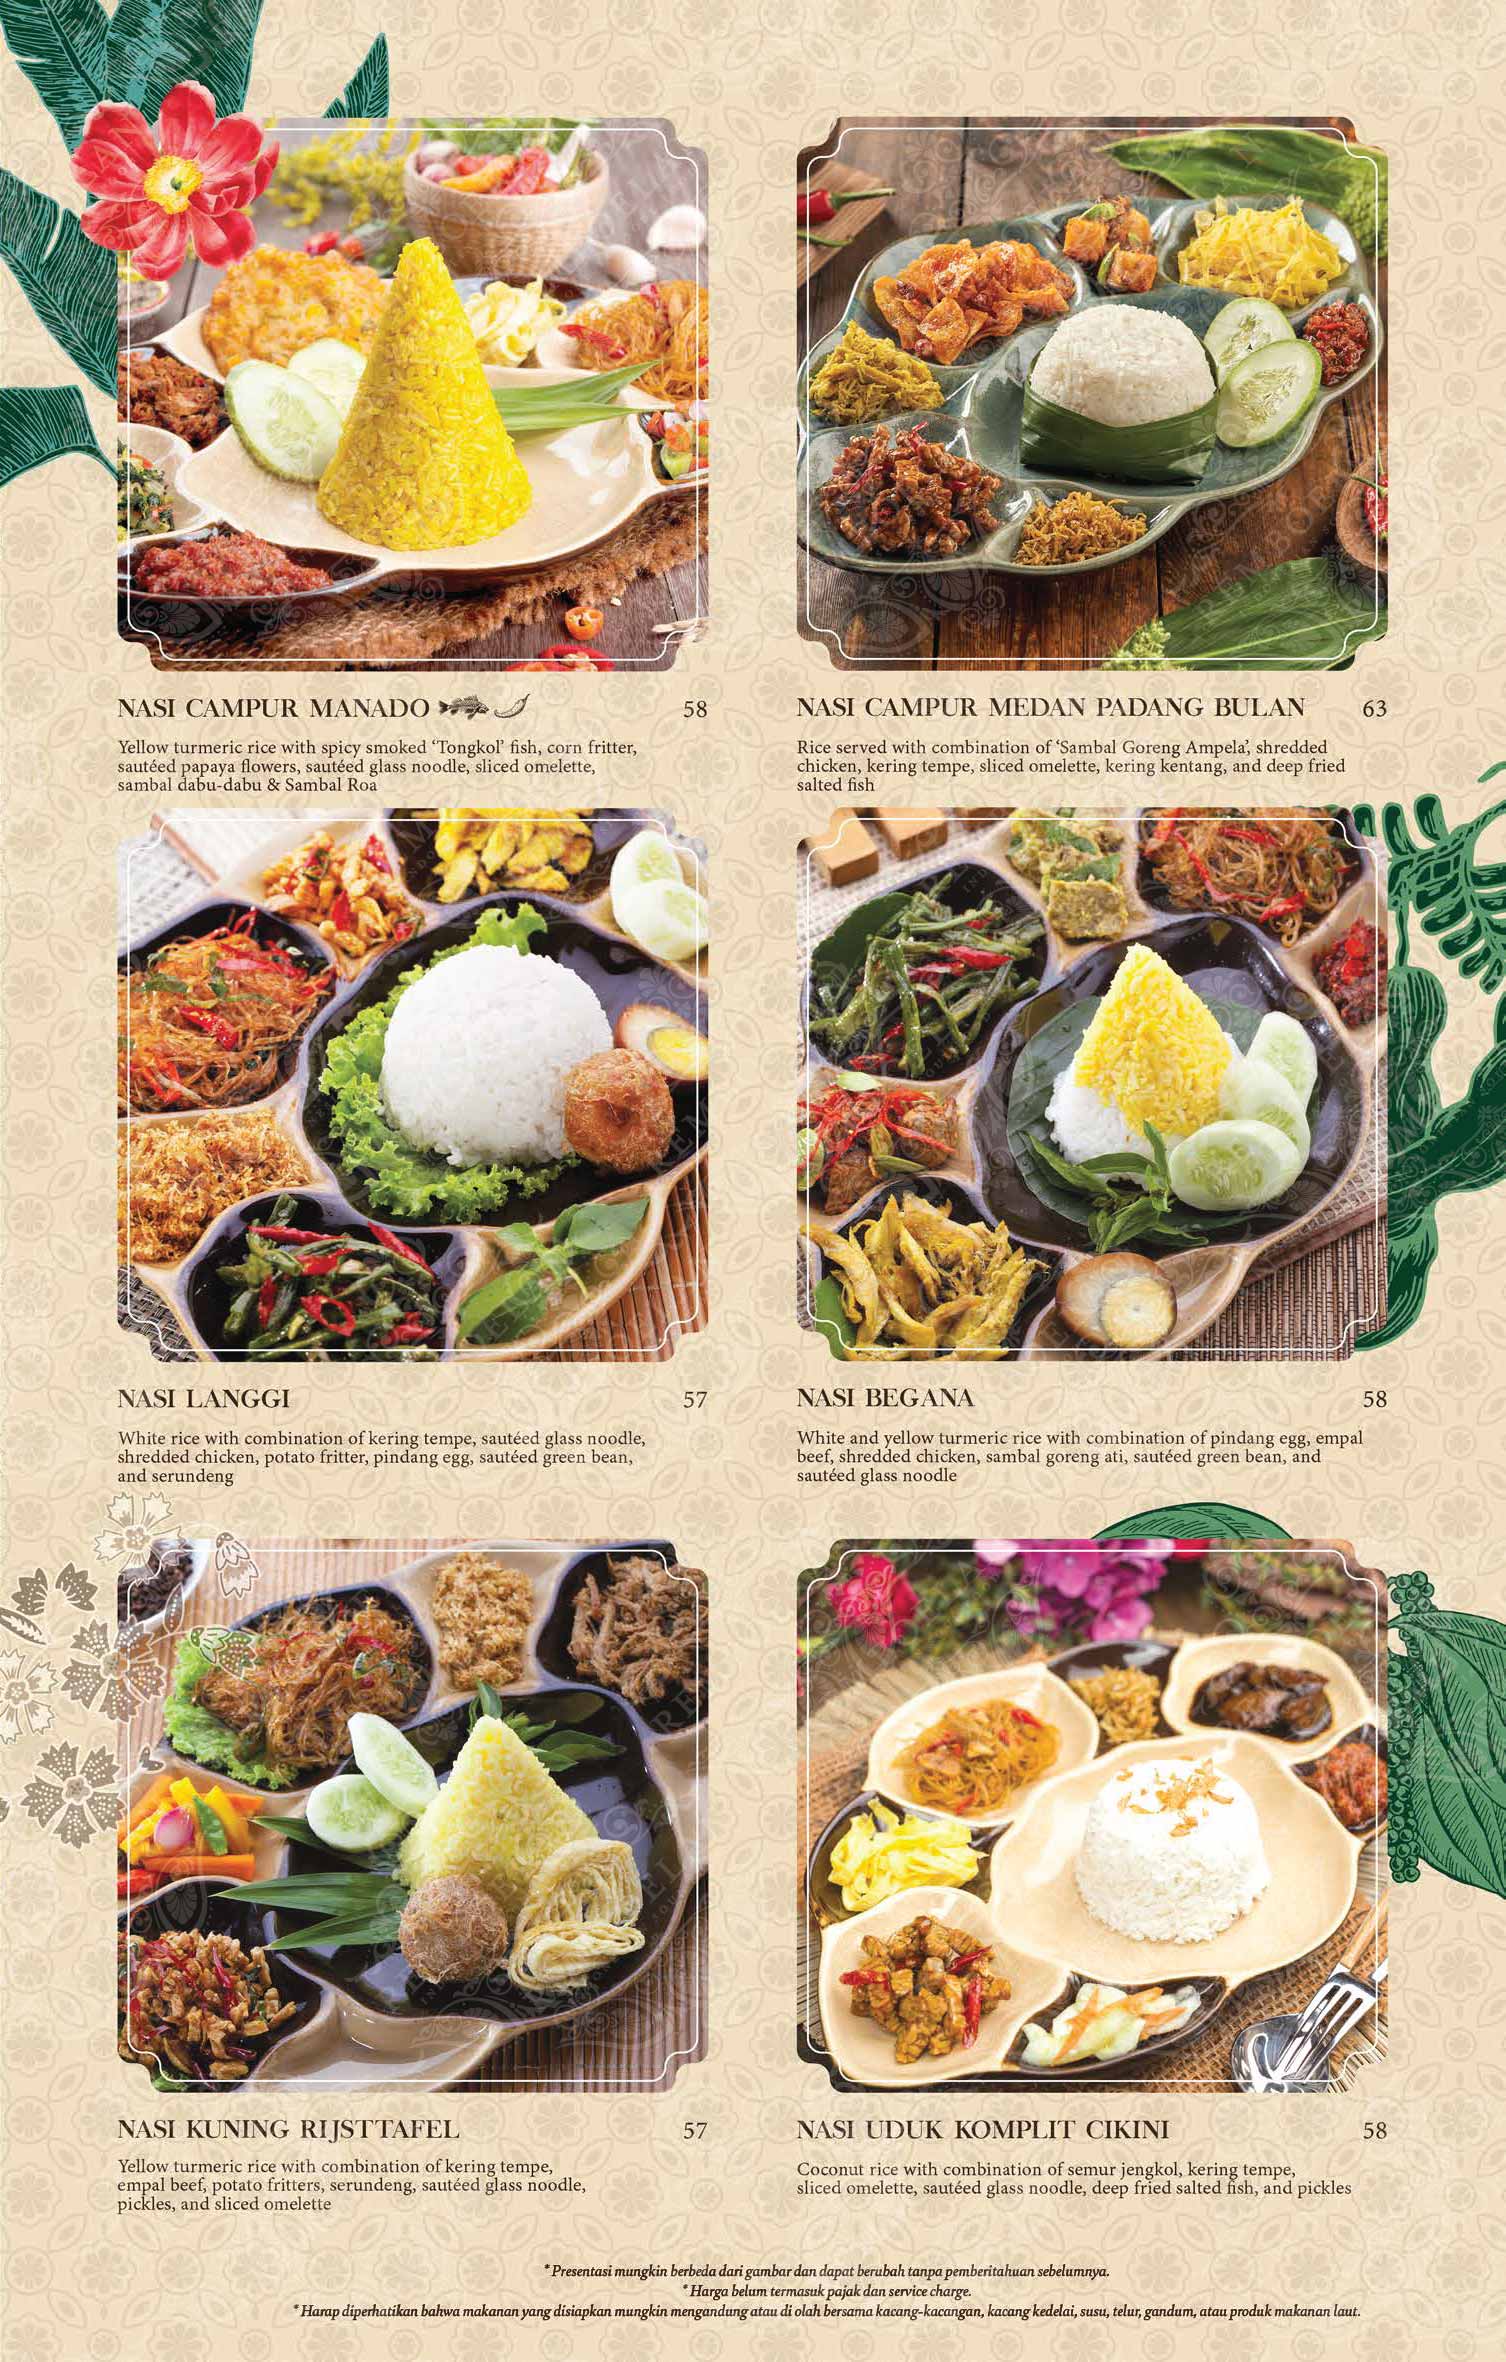 NASI CAMPUR MANADO 58
Yellow turmeric rice with spicy smoked ‘Tongkol’ fish, corn fritter,
sautéed papaya flowers, sautéed glass noodle, sliced omelette,
sambal dabu-dabu & Sambal Roa
NASI CAMPUR MEDAN PADANG BULAN 63
Rice served with combination of ‘Sambal Goreng Ampela’, shredded
chicken, kering tempe, sliced omelette, kering kentang, and deep fried
salted fish
NASI LANGGI 57
White rice with combination of kering tempe, sautéed glass noodle,
shredded chicken, potato fritter, pindang egg, sautéed green bean,
and serundeng
NASI BEGANA 58
White and yellow turmeric rice with combination of pindang egg, empal
beef, shredded chicken, sambal goreng ati, sautéed green bean, and
sautéed glass noodle
NASI KUNING RIJSTTAFEL 57
Yellow turmeric rice with combination of kering tempe,
empal beef, potato fritters, serundeng, sautéed glass noodle,
pickles, and sliced omelette
NASI UDUK KOMPLIT CIKINI 58
Coconut rice with combination of semur jengkol, kering tempe,
sliced omelette, sautéed glass noodle, deep fried salted fish, and pickles
* Presentasi mungkin berbeda dari gambar dan dapat berubah tanpa pemberitahuan sebelumnya.
* Harga belum termasuk pajak dan service charge.
* Harap diperhatikan bahwa makanan yang disiapkan mungkin mengandung atau di olah bersama kacang-kacangan, kacang kedelai, susu, telur, gandum, atau produk makanan laut.